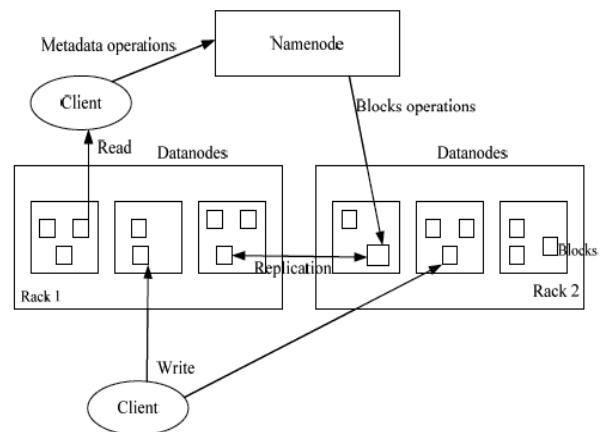 Metadata operations
Namenode
Client
Blocks operations
Read
Datanodes
Datanodes
Replication
Blocks
Rack 1
Rack 2
Write
Client